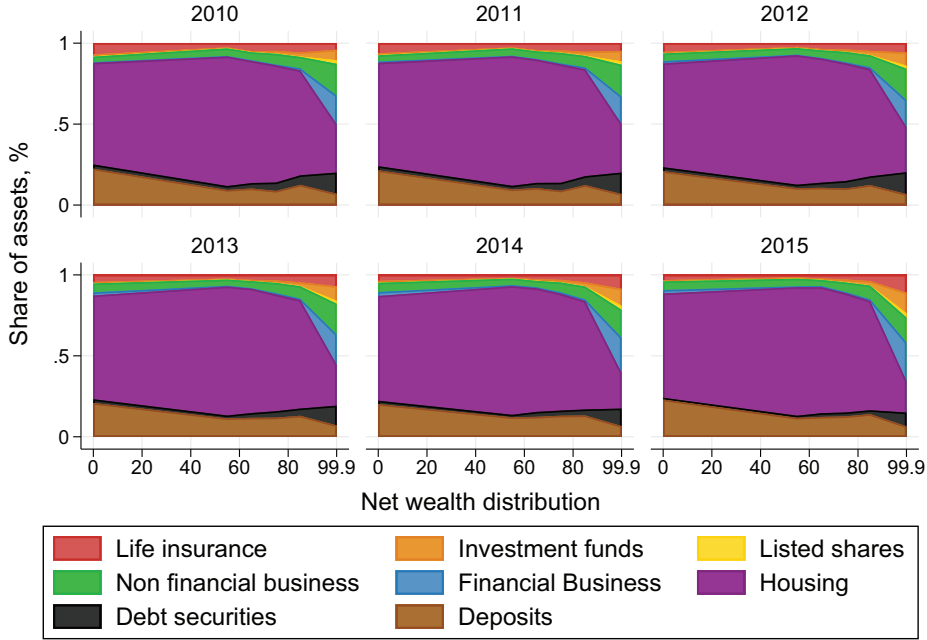 2010 2011 2012
1
.5
0
2013 2014 2015
1
.5
0
Share of assets, %
0 20 40 60 80 99.9 0 20 40 60 80 99.9 0 20 40 60 80 99.9
Net wealth distribution
Life insurance Investment funds Listed shares
Non financial business Financial Business Housing
Debt securities Deposits